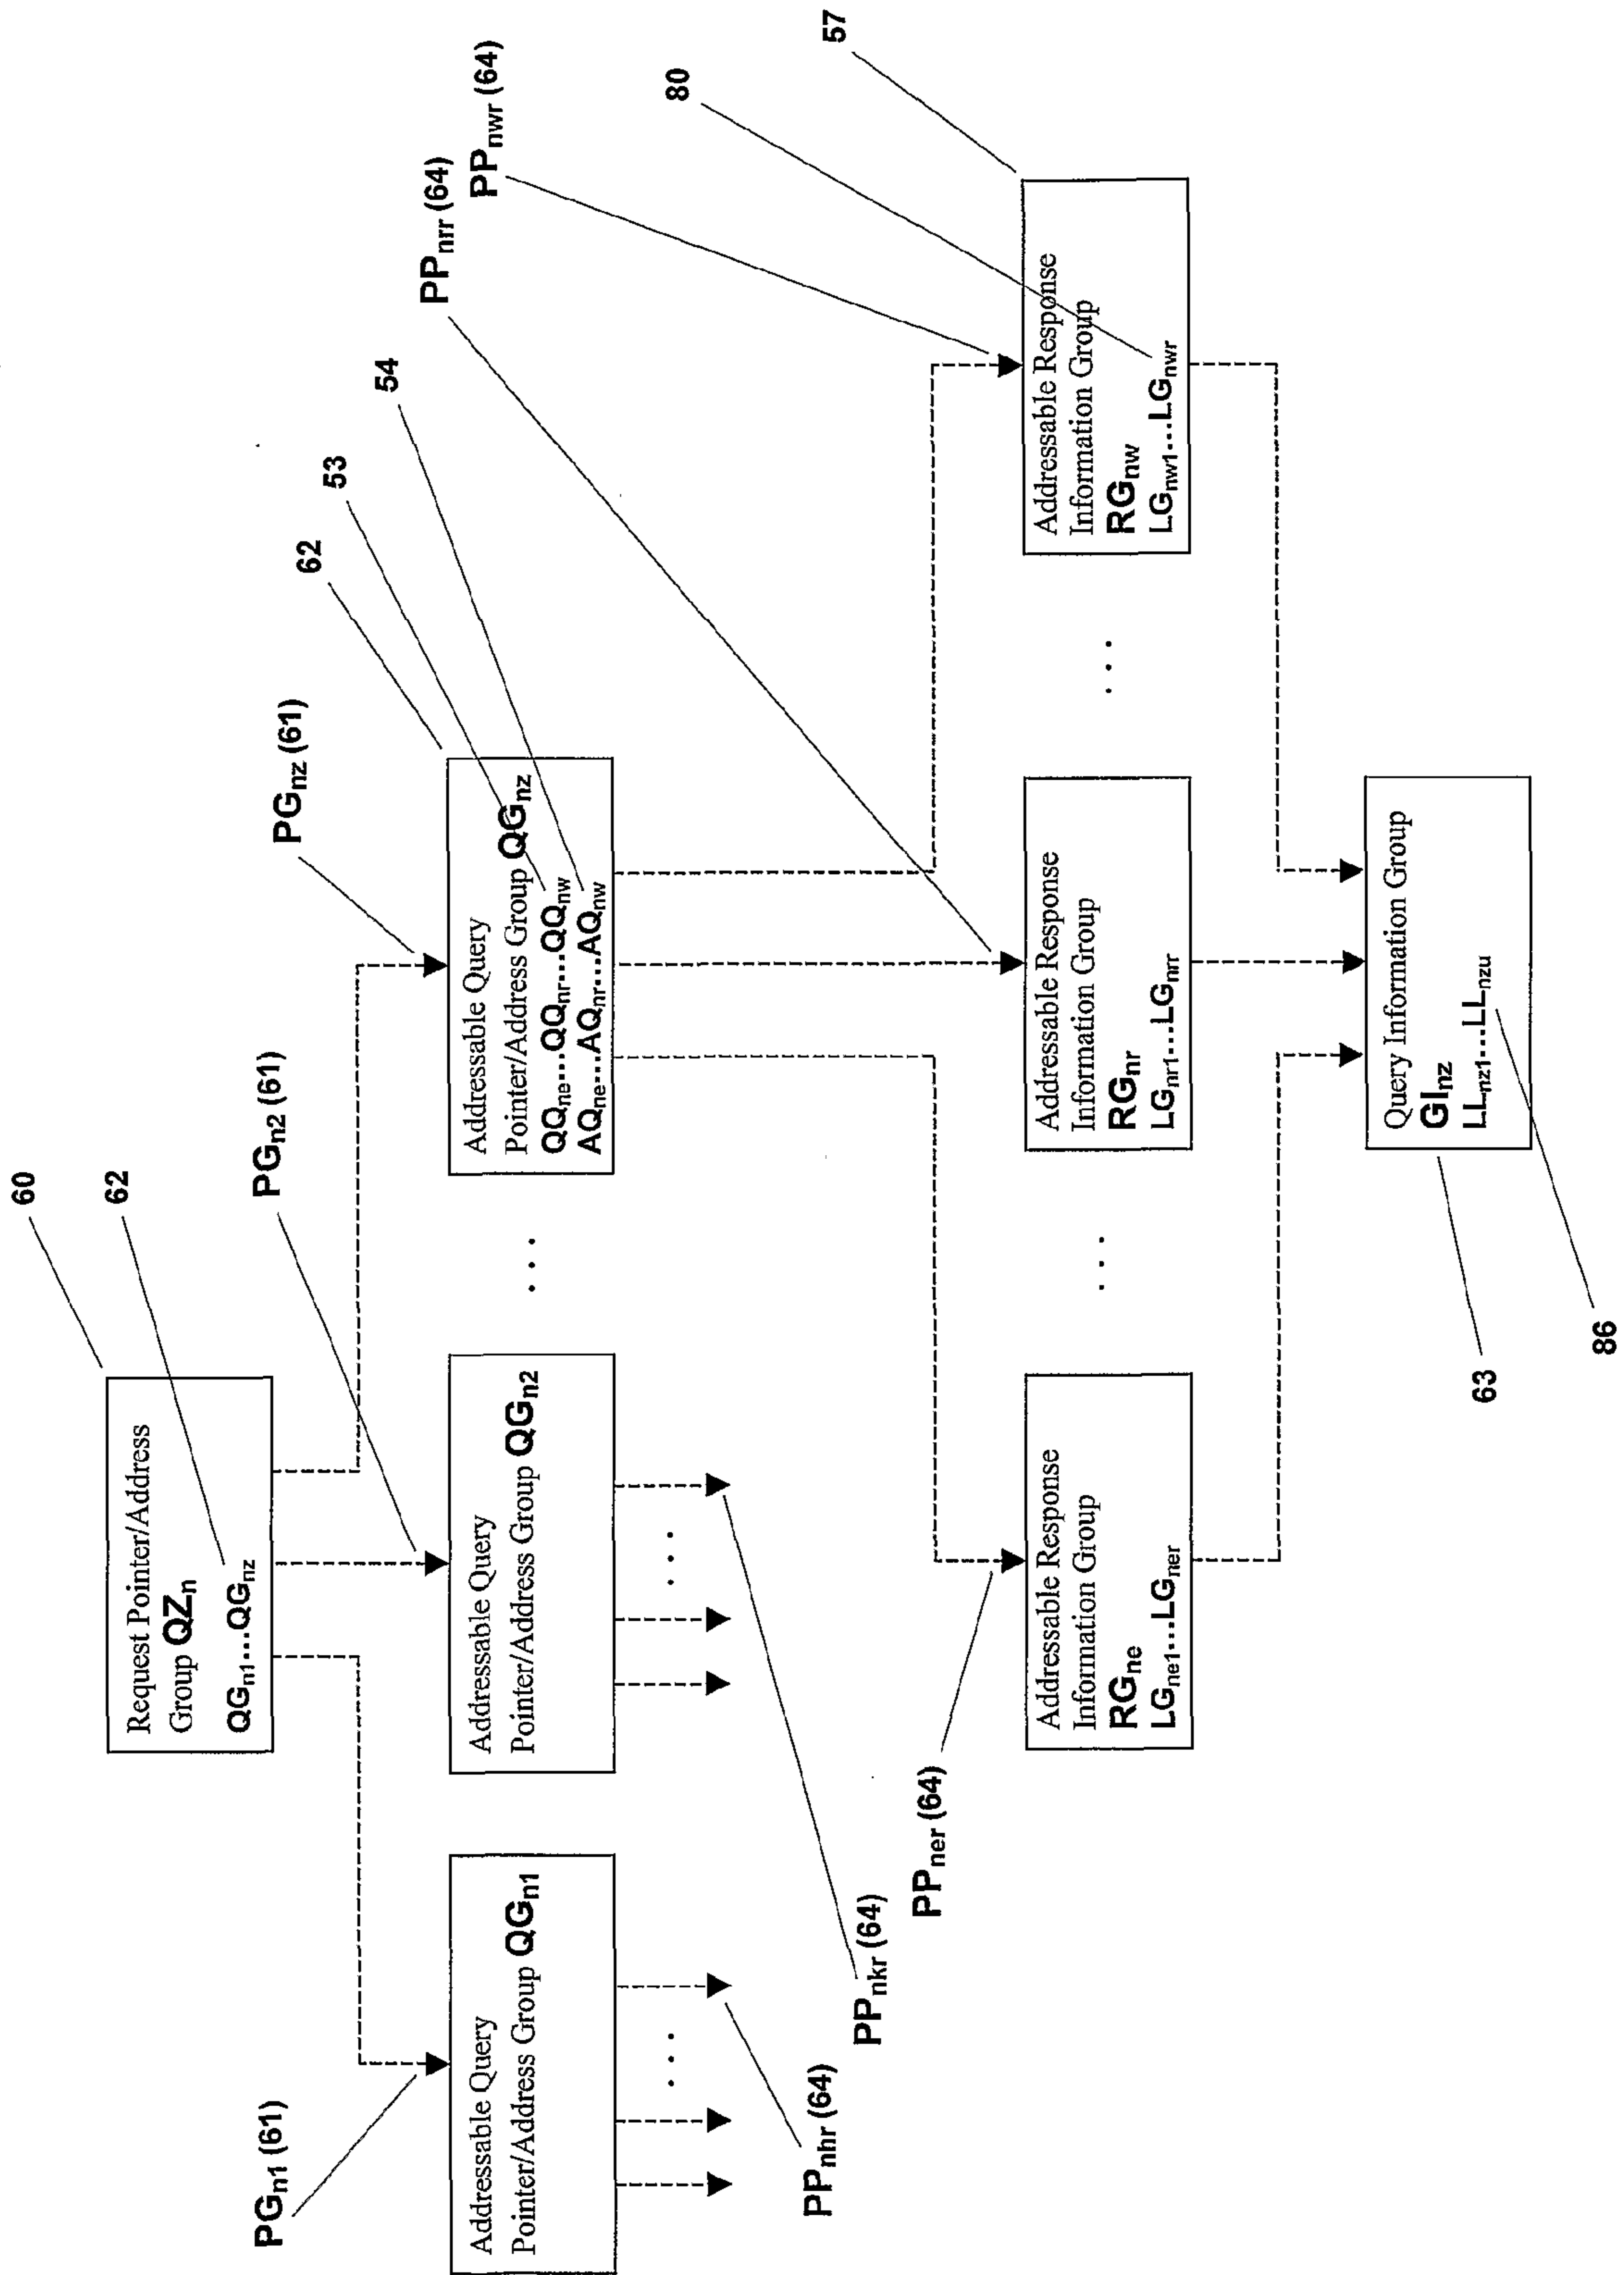 60
Request Pointer/Address
Group QZn
QGn1...QGnz
62
PGn1 (61)
PGn2 (61)
PGnz (61)
62
53
54
Addressable Query
Pointer/Address Group QGn1
Addressable Query
Pointer/Address Group QGn2
...
Addressable Query
Pointer/Address Group QGnz
QQne...QQnr...QQnw
AQne...AQnr...AQnw
...
...
PPnhr (64)
PPnkr (64)
PPner (64)
PPnrr (64)
PPnwr (64)
80
57
Addressable Response
Information Group
RGne
LGne1...LGner
...
Addressable Response
Information Group
RGnr
LGnr1...LGnrr
...
Addressable Response
Information Group
RGnw
LGnw1...LGnwr
Query Information Group
GInz
LLnz1...LLnzu
63
86